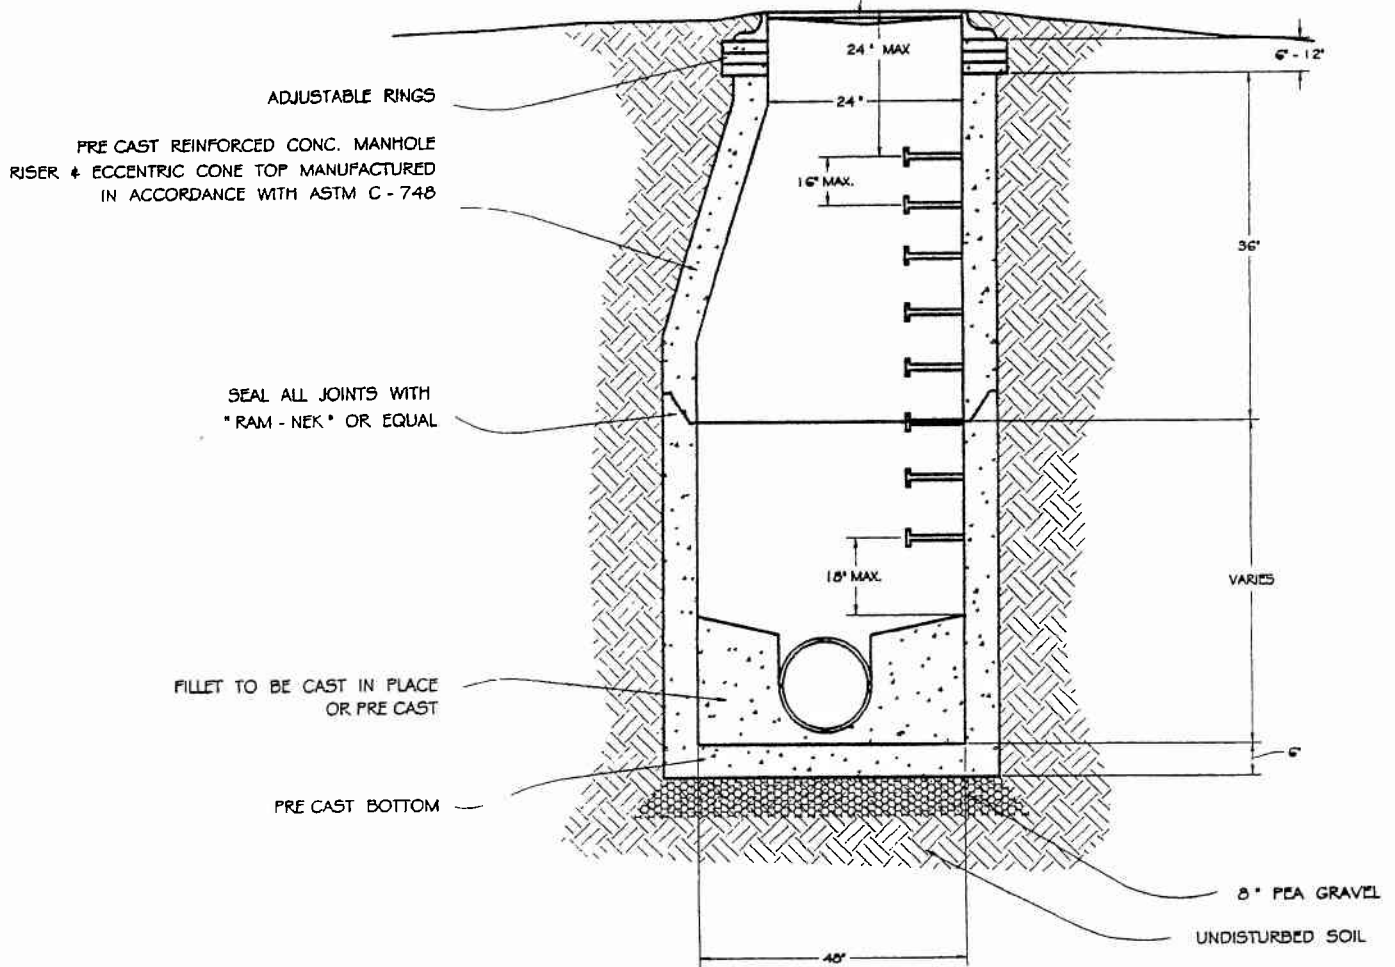 24" MAX
6" - 12"
ADJUSTABLE RINGS
24"
PRE CAST REINFORCED CONC. MANHOLE
RISER & ECCENTRIC CONE TOP MANUFACTURED
IN ACCORDANCE WITH ASTM C - 748
16" MAX.
36"
SEAL ALL JOINTS WITH
"RAM - NEK" OR EQUAL
18" MAX.
VARIES
FILLET TO BE CAST IN PLACE
OR PRE CAST
6"
PRE CAST BOTTOM
8" PEA GRAVEL
UNDISTURBED SOIL
48"